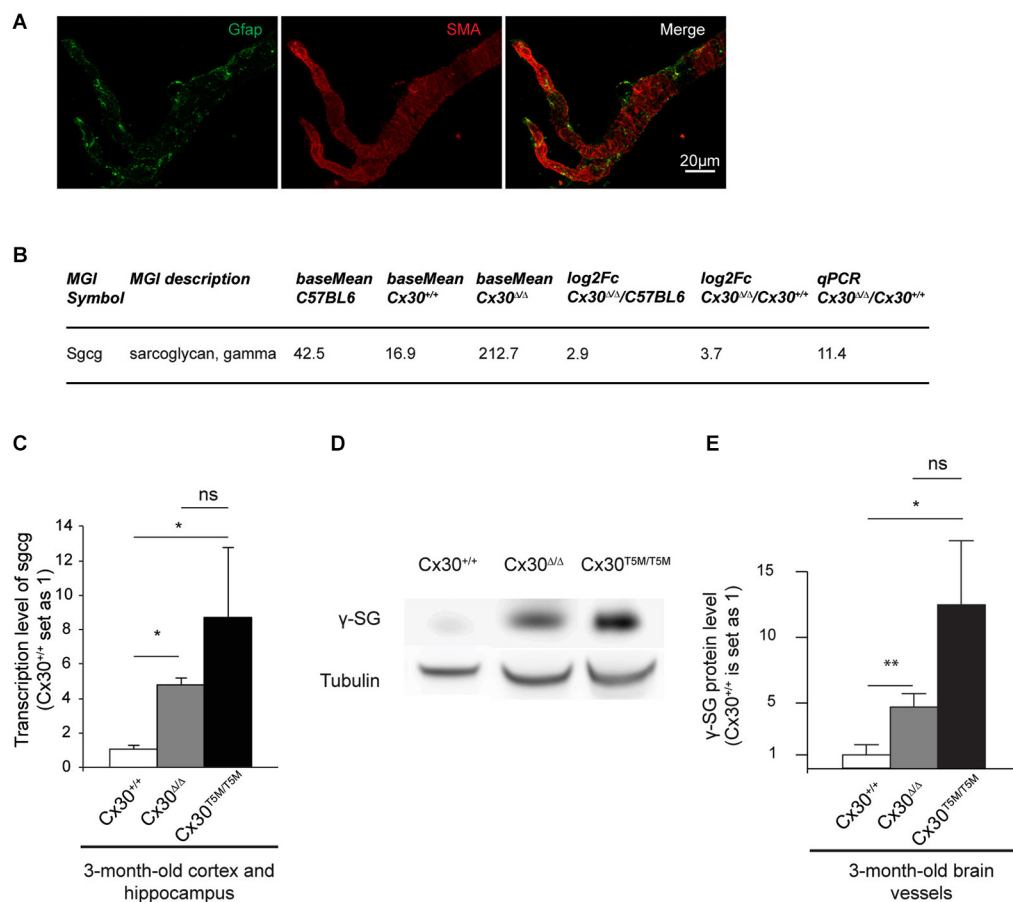 A
Gfap
SMA
Merge
20µm
B
MGI Symbol
MGI description
baseMean C57BL6
baseMean Cx30+/+
baseMean Cx30Δ/Δ
log2Fc Cx30Δ/Δ/C57BL6
log2Fc Cx30Δ/Δ/Cx30+/+
qPCR Cx30Δ/Δ/Cx30+/+
Sgcg sarcoglycan, gamma 42.5 16.9 212.7 2.9 3.7 11.4
C
Transcription level of sgcg
(Cx30+/+ set as 1)
14
12
10
8
6
4
2
0
ns
*
*
Cx30+/+
Cx30Δ/Δ
Cx30T5M/T5M
3-month-old cortex and
hippocampus
D
Cx30+/+ Cx30Δ/Δ Cx30T5M/T5M
γ-SG
Tubulin
E
γ-SG protein level
(Cx30+/+ is set as 1)
15
10
5
1
ns
*
**
Cx30+/+
Cx30Δ/Δ
Cx30T5M/T5M
3-month-old brain
vessels